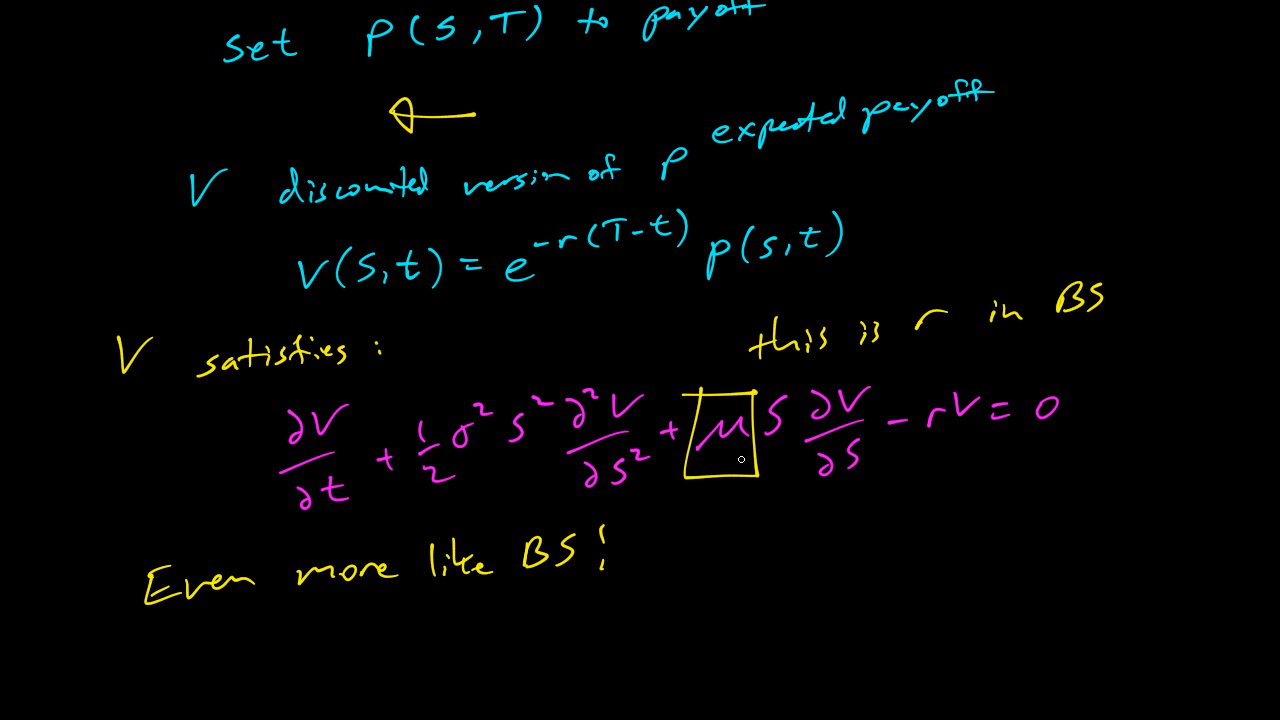 set P(S,T) to payoff
V discounted version of P expected payoff
V(S,t) = e^{-r(T-t)} p(s,t)
V satisfies:
this is r in BS
∂V/∂t + 1/2 σ² S² ∂²V/∂S² + μ S ∂V/∂S - rV = 0
Even more like BS!